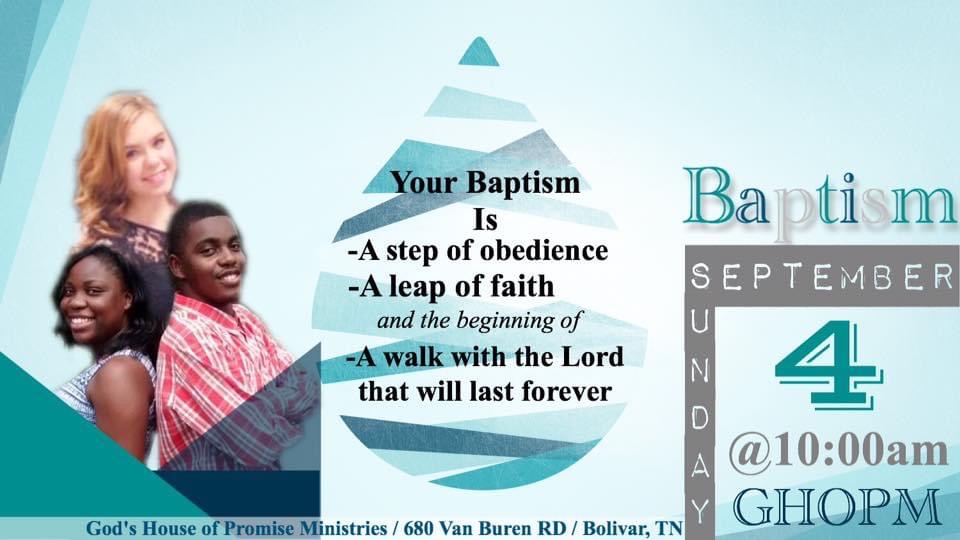 Your Baptism
Is
-A step of obedience
-A leap of faith
and the beginning of
-A walk with the Lord
that will last forever
Baptism
SEPTEMBER
SUNDAY
4
@10:00am
GHOPM
God's House of Promise Ministries / 680 Van Buren RD / Bolivar, TN